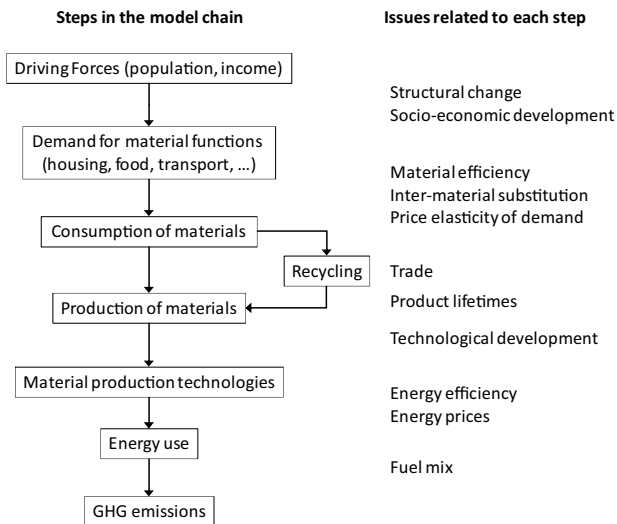 Steps in the model chain
Issues related to each step
Driving Forces (population, income)
Structural change
Socio-economic development
Demand for material functions
(housing, food, transport, ...)
Material efficiency
Inter-material substitution
Price elasticity of demand
Consumption of materials
Recycling
Trade
Production of materials
Product lifetimes
Technological development
Material production technologies
Energy efficiency
Energy prices
Energy use
Fuel mix
GHG emissions